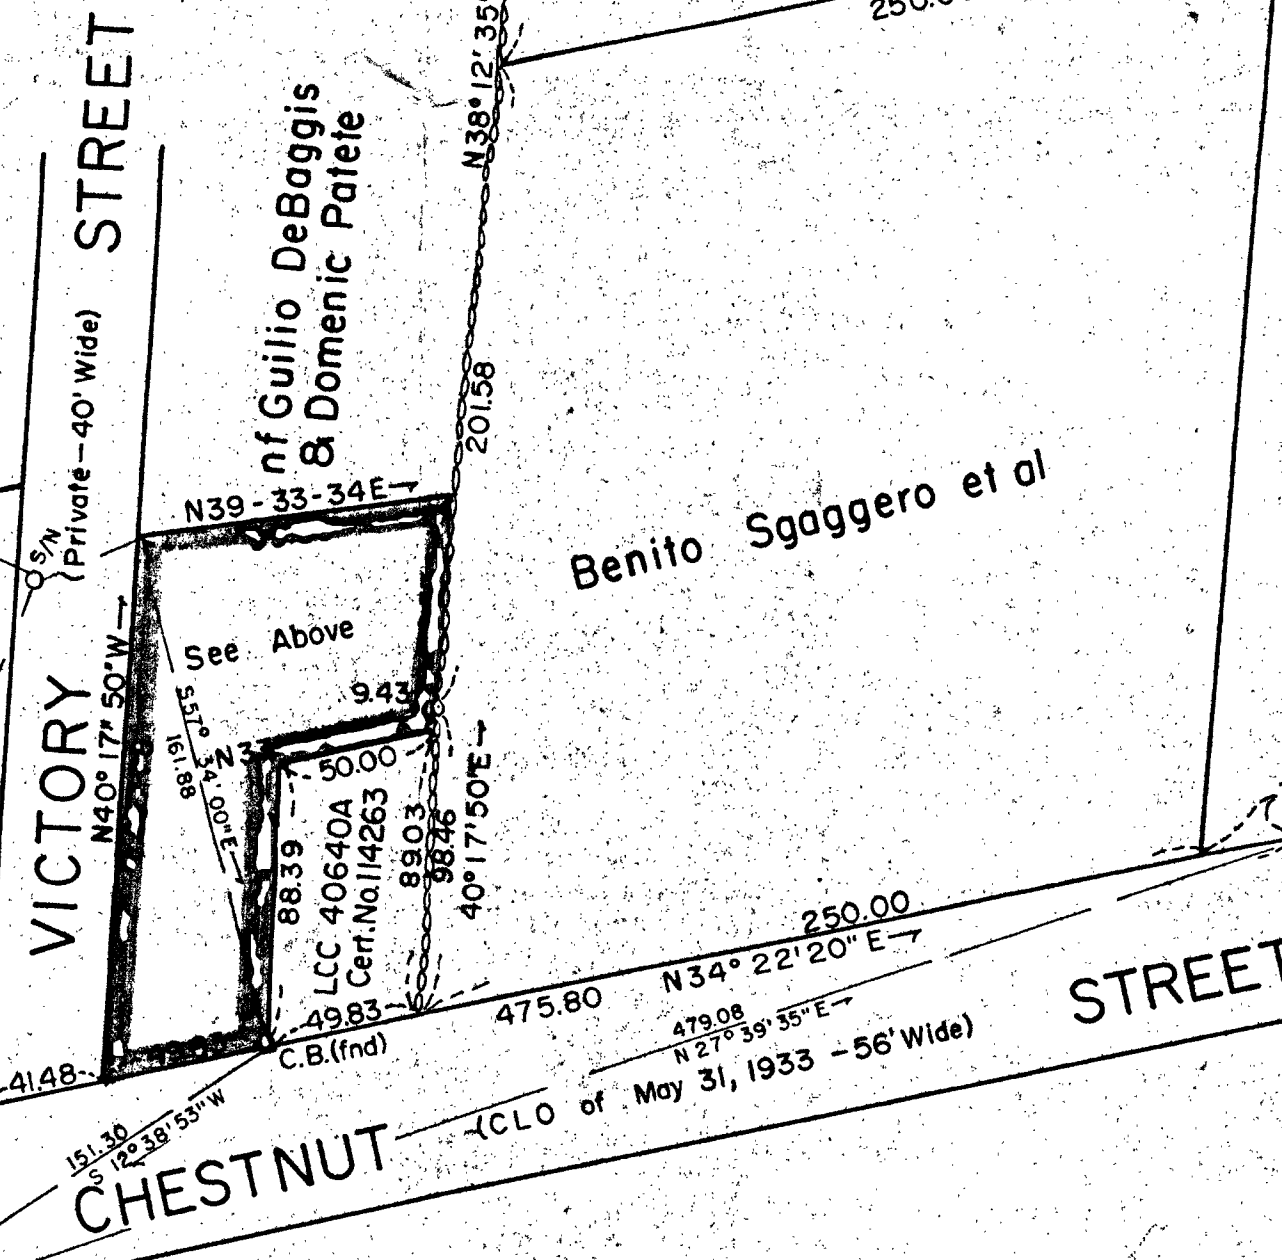 250.0
STREET
N38°12'35"
nf Guilio DeBaggis
& Domenic Patete
(Private-40' Wide)
201.58
N39-33-34E
S/N
Benito Sgaggero et al
See Above
N40°17"50"W
9.43
VICTORY
S57° 34' 00"E
161.88
N 3
50.00
88.39
LCC 40640A
Cert.No.114263
89.03
98.46
40°17'50"E
250.00
N34°22'20"E
49.83
475.80
C.B.(fnd)
479.08
N 27°39'35"E
STREET
41.48
151.30
S 12°38'53"W
(CLO of May 31, 1933 -56' Wide)
CHESTNUT